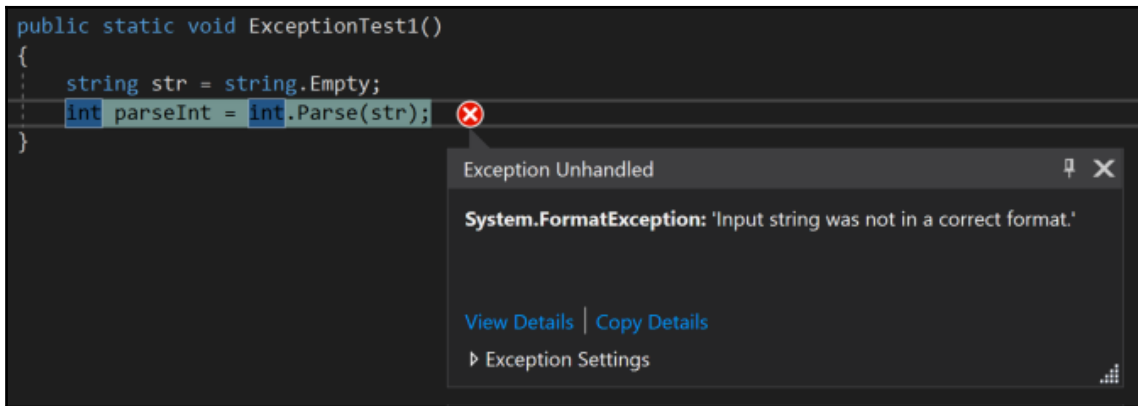 public static void ExceptionTest1()
{
string str = string.Empty;
int parseInt = int.Parse(str);
}
Exception Unhandled
System.FormatException: 'Input string was not in a correct format.'
View Details | Copy Details
Exception Settings